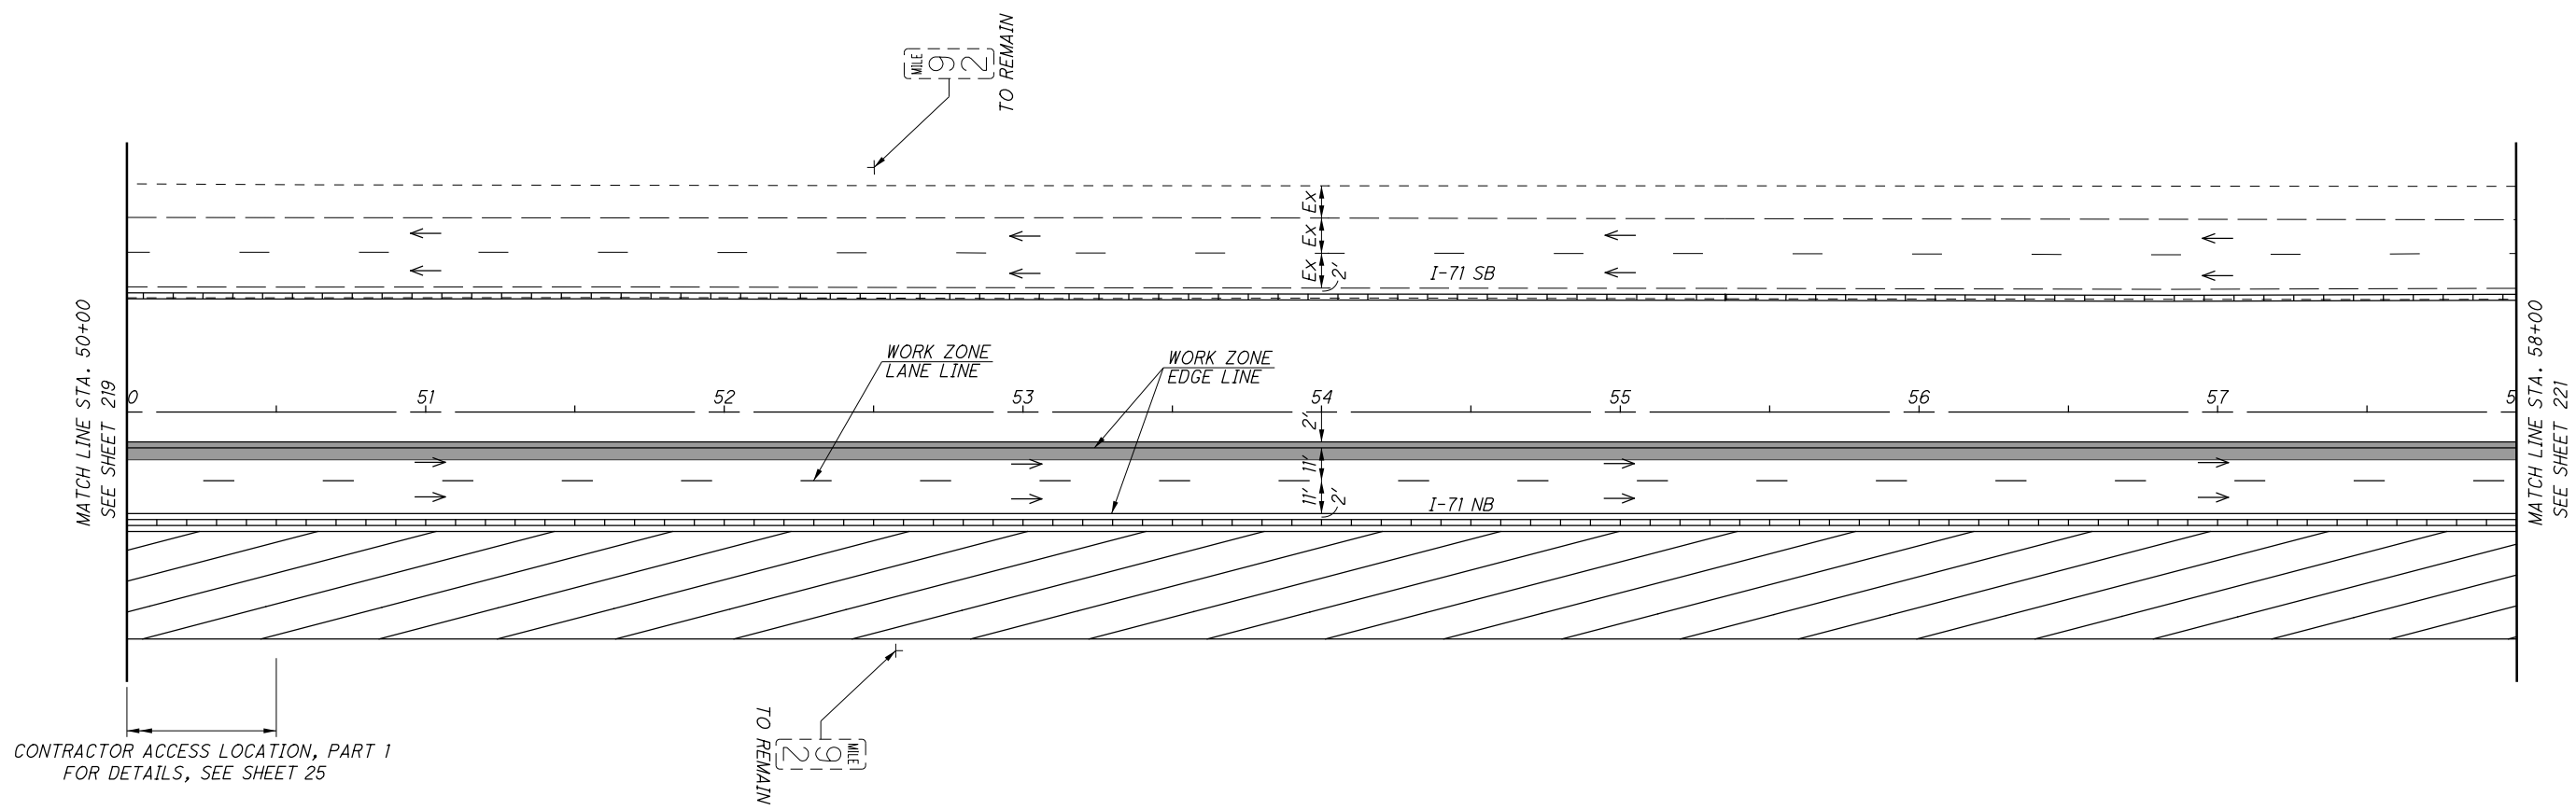 MILE
92
TO REMAIN
Ex
Ex
Ex
2'
I-71 SB
MATCH LINE STA. 50+00
SEE SHEET 219
WORK ZONE
LANE LINE
WORK ZONE
EDGE LINE
0 51 52 53 54 55 56 57 5
2'
11'
11'
2'
I-71 NB
MATCH LINE STA. 58+00
SEE SHEET 221
CONTRACTOR ACCESS LOCATION, PART 1
FOR DETAILS, SEE SHEET 25
TO REMAIN
MILE
92